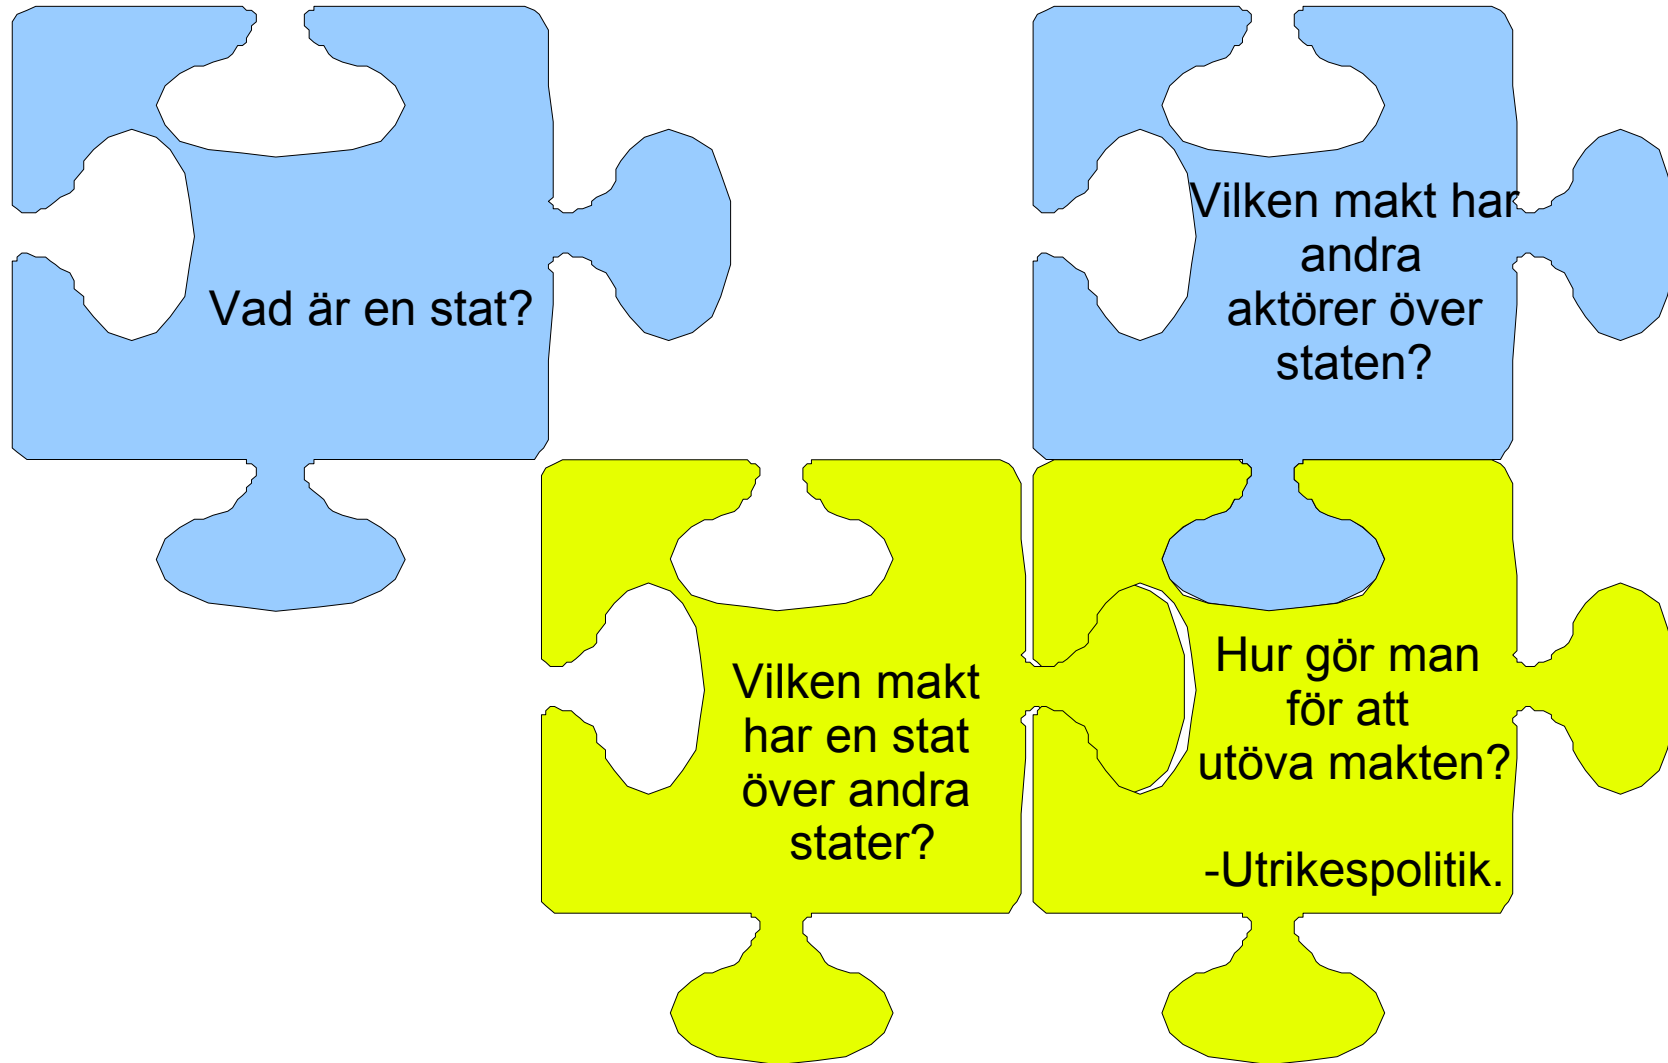 Vad är en stat?
Vilken makt har
andra
aktörer över
staten?
Vilken makt
har en stat
över andra
stater?
Hur gör man
för att
utöva makten?
-Utrikespolitik.